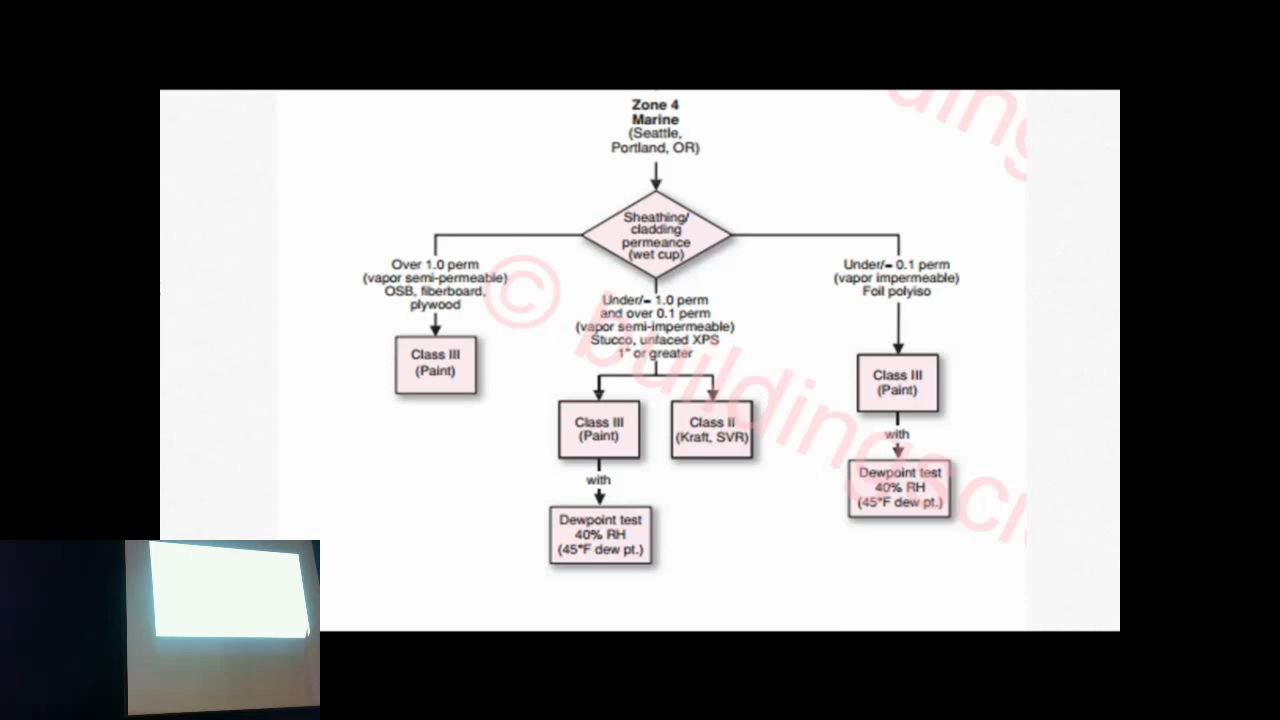 Zone 4
Marine
(Seattle,
Portland, OR)
Sheathing/
cladding
permeance
(wet cup)
Over 1.0 perm
(vapor semi-permeable)
OSB, fiberboard,
plywood
Class III
(Paint)
Under/= 1.0 perm
and over 0.1 perm
(vapor semi-impermeable)
Stucco, unfaced XPS
1" or greater
Class III
(Paint)
with
Dewpoint test
40% RH
(45°F dew pt.)
Class II
(Kraft, SVR)
Under/= 0.1 perm
(vapor impermeable)
Foil polyiso
Class III
(Paint)
with
Dewpoint test
40% RH
(45°F dew pt.)
© buildingsci